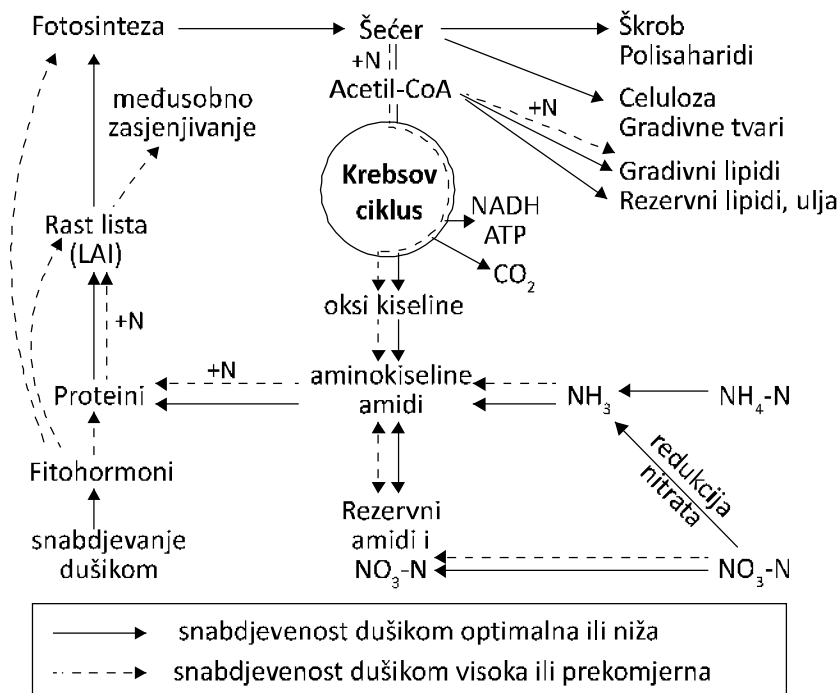 Fotosinteza
Šećer
Škrob
Polisaharidi
+N
Acetil-CoA
međusobno
zasjenjivanje
Celuloza
+N
Gradivne tvari
Krebsov
ciklus
Gradivni lipidi
Rezervni lipidi, ulja
NADH
ATP
Rast lista
(LAI)
CO₂
oksi kiseline
+N
+N
Proteini
aminokiseline
amidi
NH₃
NH₄-N
redukcija
nitrata
Fitohormoni
Rezervni
amidi i
NO₃-N
snabdjevanje
dušikom
NO₃-N
snabdjevenost dušikom optimalna ili niža
snabdjevenost dušikom visoka ili prekomjerna